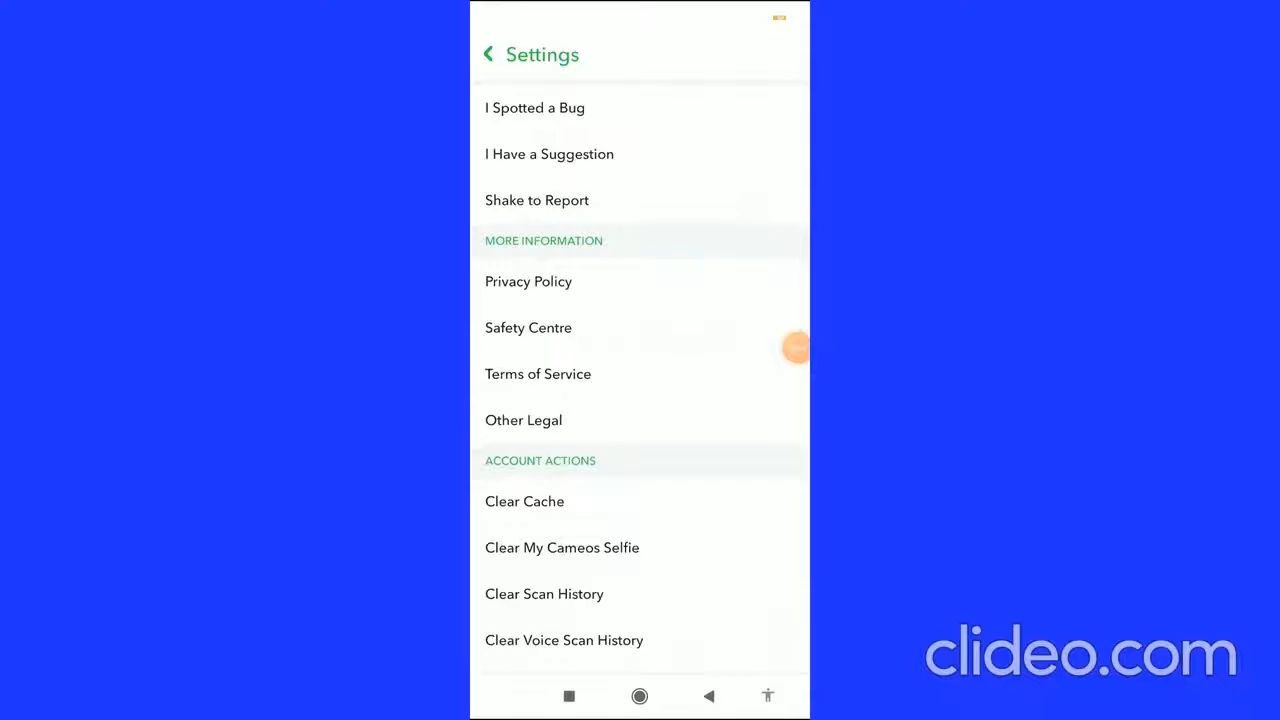 Settings
I Spotted a Bug
I Have a Suggestion
Shake to Report
MORE INFORMATION
Privacy Policy
Safety Centre
Terms of Service
Other Legal
ACCOUNT ACTIONS
Clear Cache
Clear My Cameos Selfie
Clear Scan History
Clear Voice Scan History
clideo.com